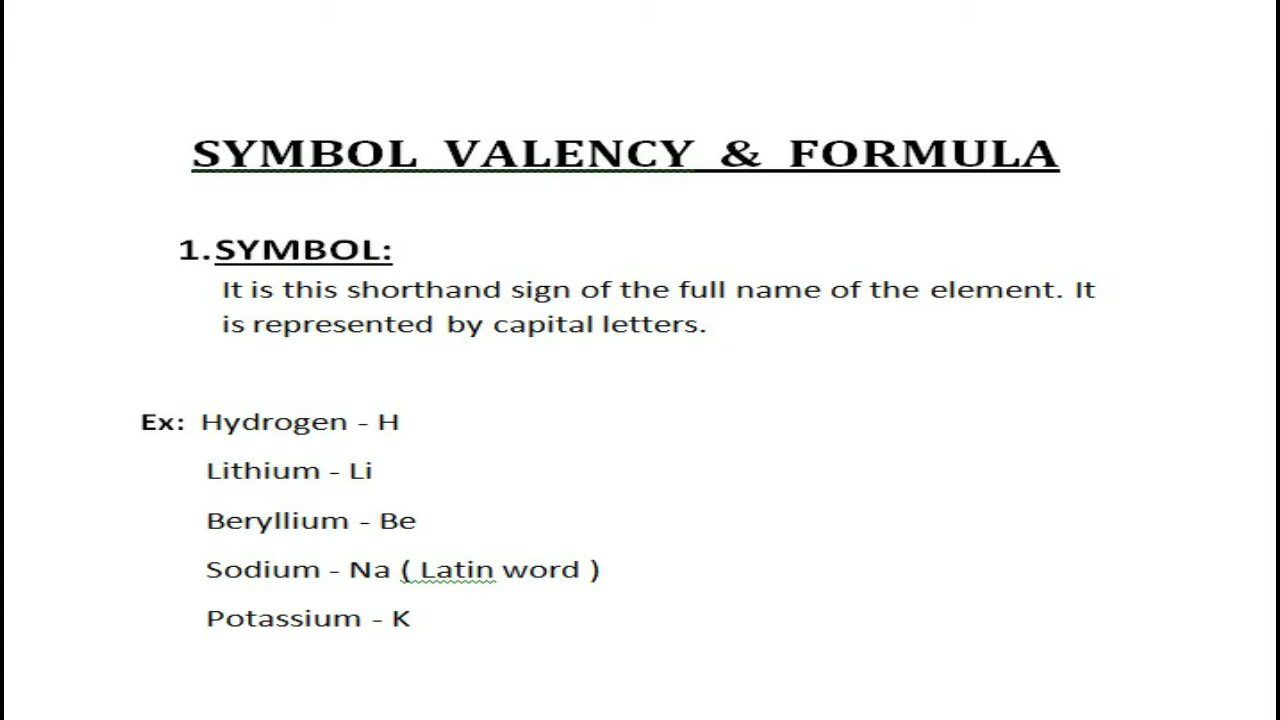 SYMBOL VALENCY & FORMULA
1. SYMBOL:
It is this shorthand sign of the full name of the element. It
is represented by capital letters.
Ex: Hydrogen - H
Lithium - Li
Beryllium - Be
Sodium - Na ( Latin word )
Potassium - K